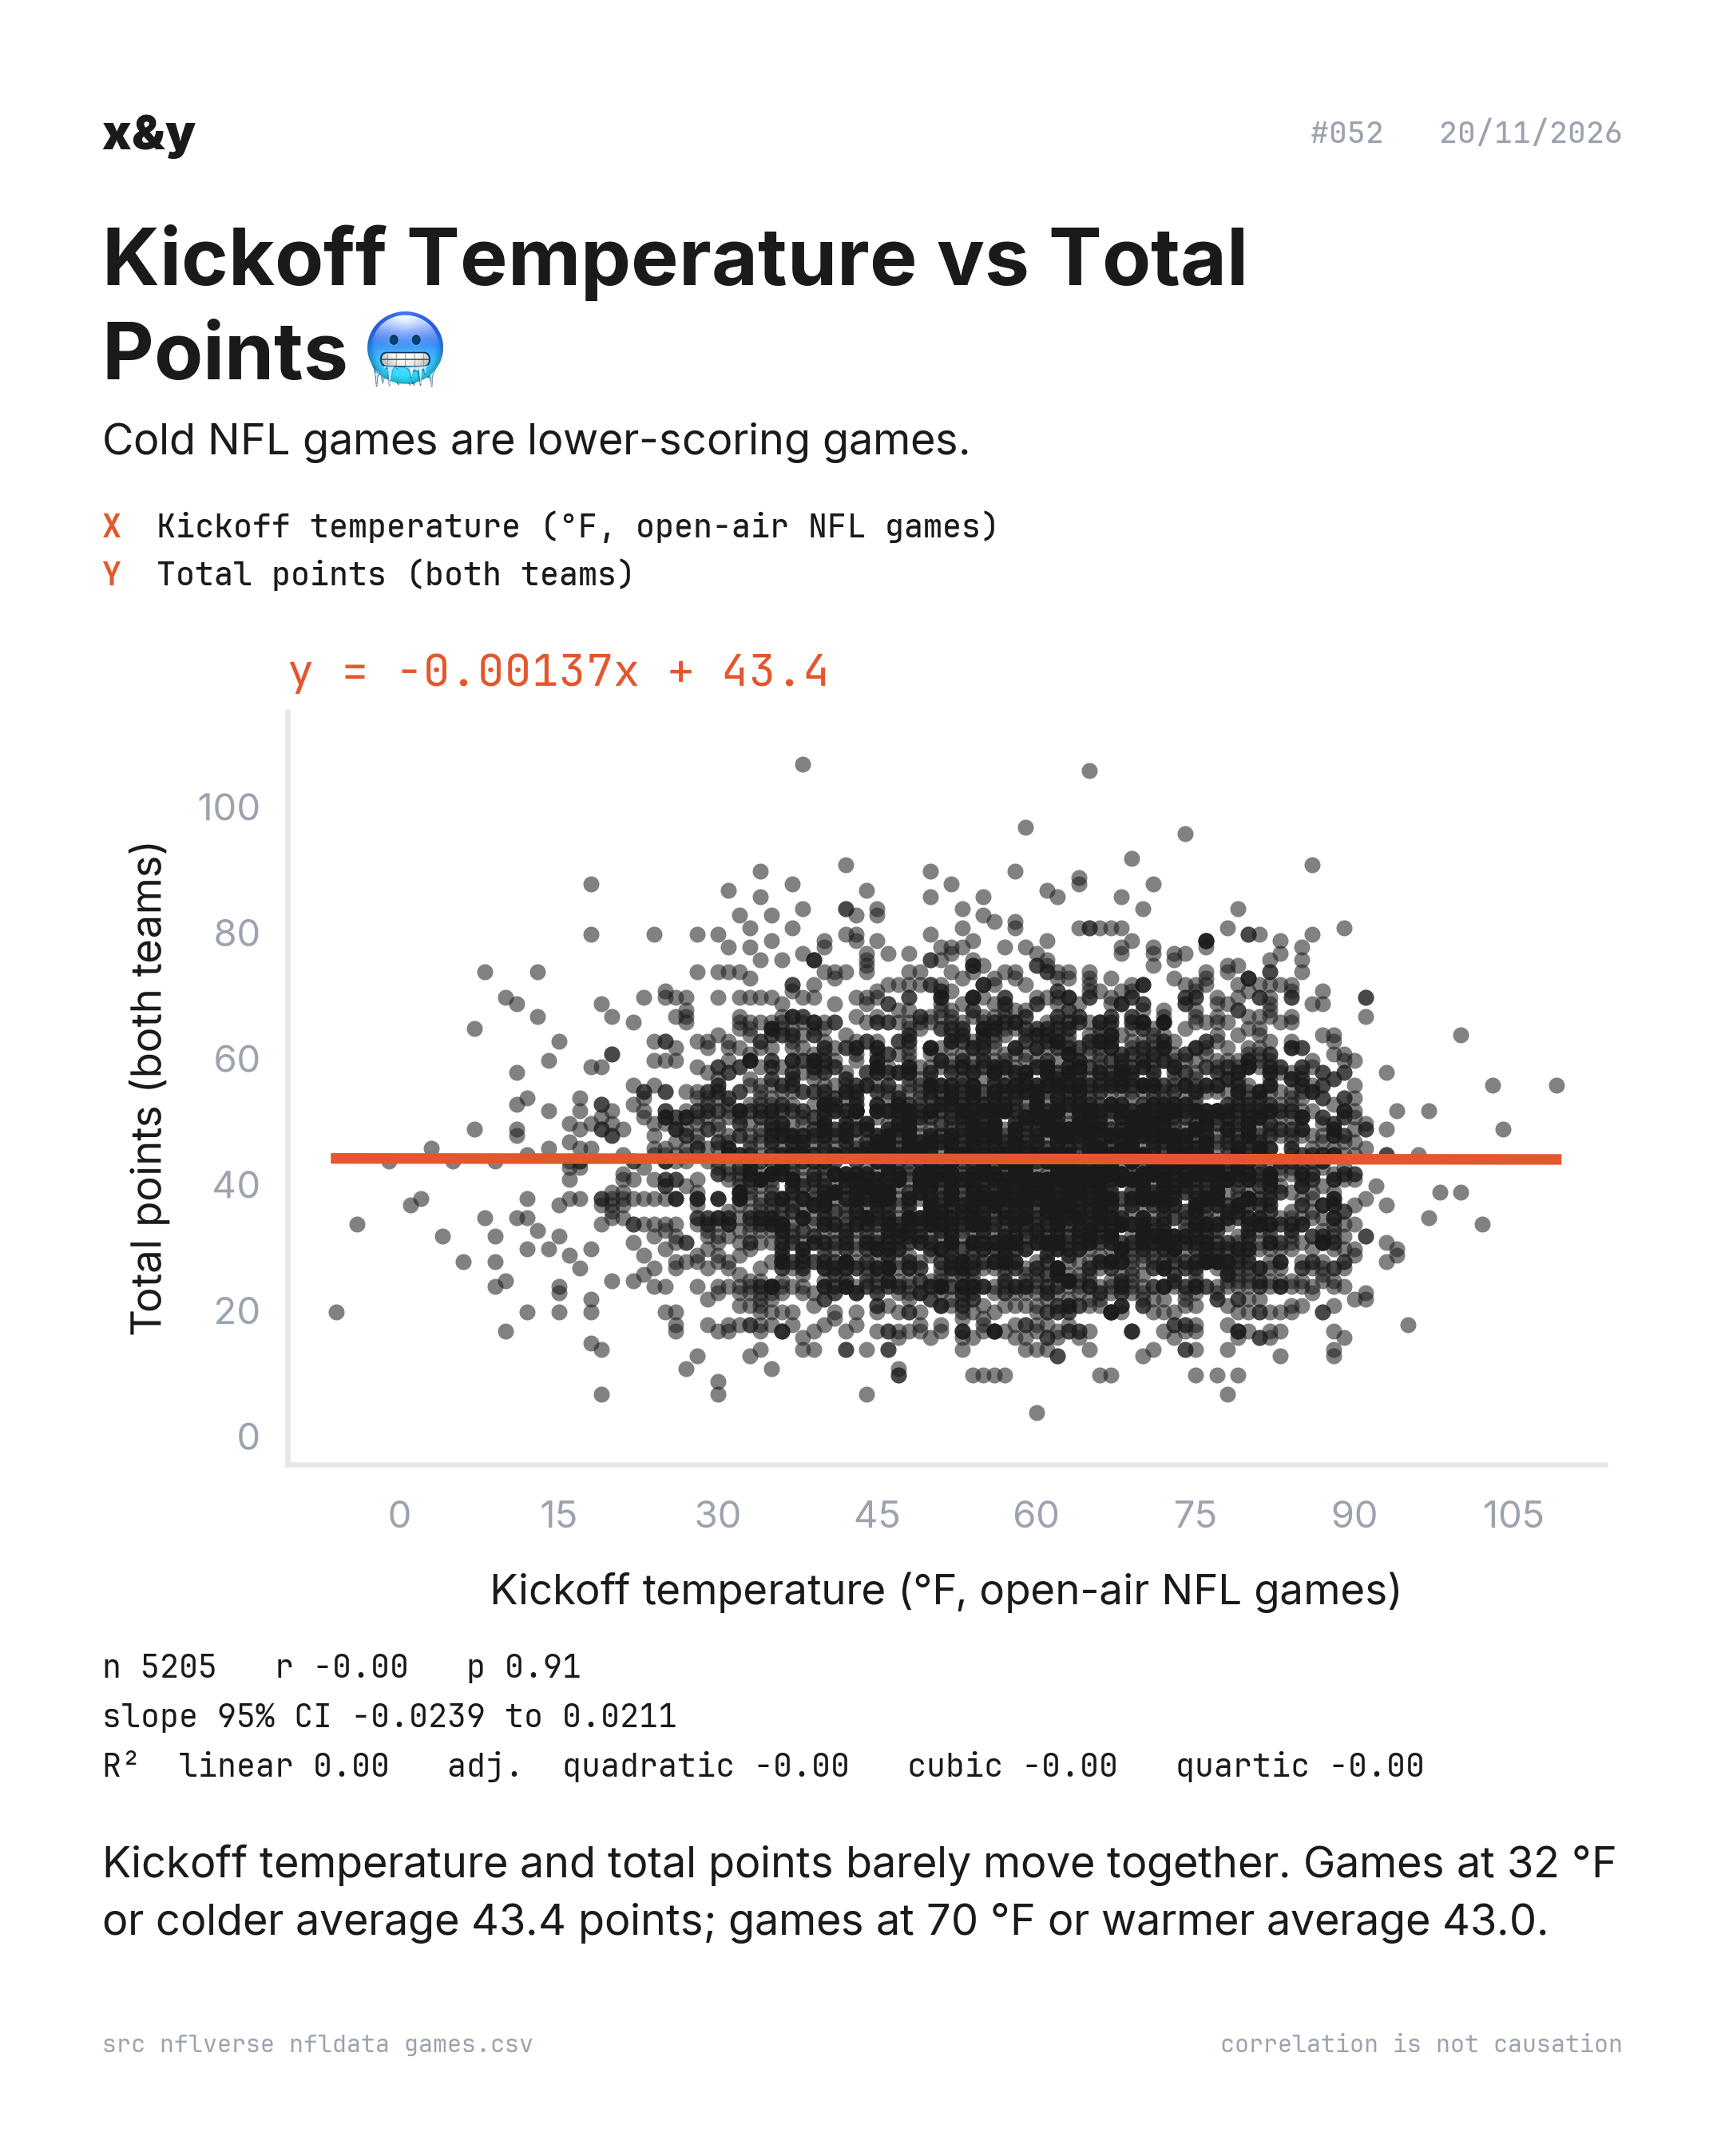 x&y
#052 20/11/2026
Kickoff Temperature vs Total
Points 🥶
Cold NFL games are lower-scoring games.
X Kickoff temperature (°F, open-air NFL games)
Y Total points (both teams)
y = -0.00137x + 43.4
Total points (both teams)
100
80
60
40
20
0
0 15 30 45 60 75 90 105
Kickoff temperature (°F, open-air NFL games)
n 5205 r -0.00 p 0.91
slope 95% CI -0.0239 to 0.0211
R² linear 0.00 adj. quadratic -0.00 cubic -0.00 quartic -0.00
Kickoff temperature and total points barely move together. Games at 32 °F
or colder average 43.4 points; games at 70 °F or warmer average 43.0.
src nflverse nfldata games.csv
correlation is not causation